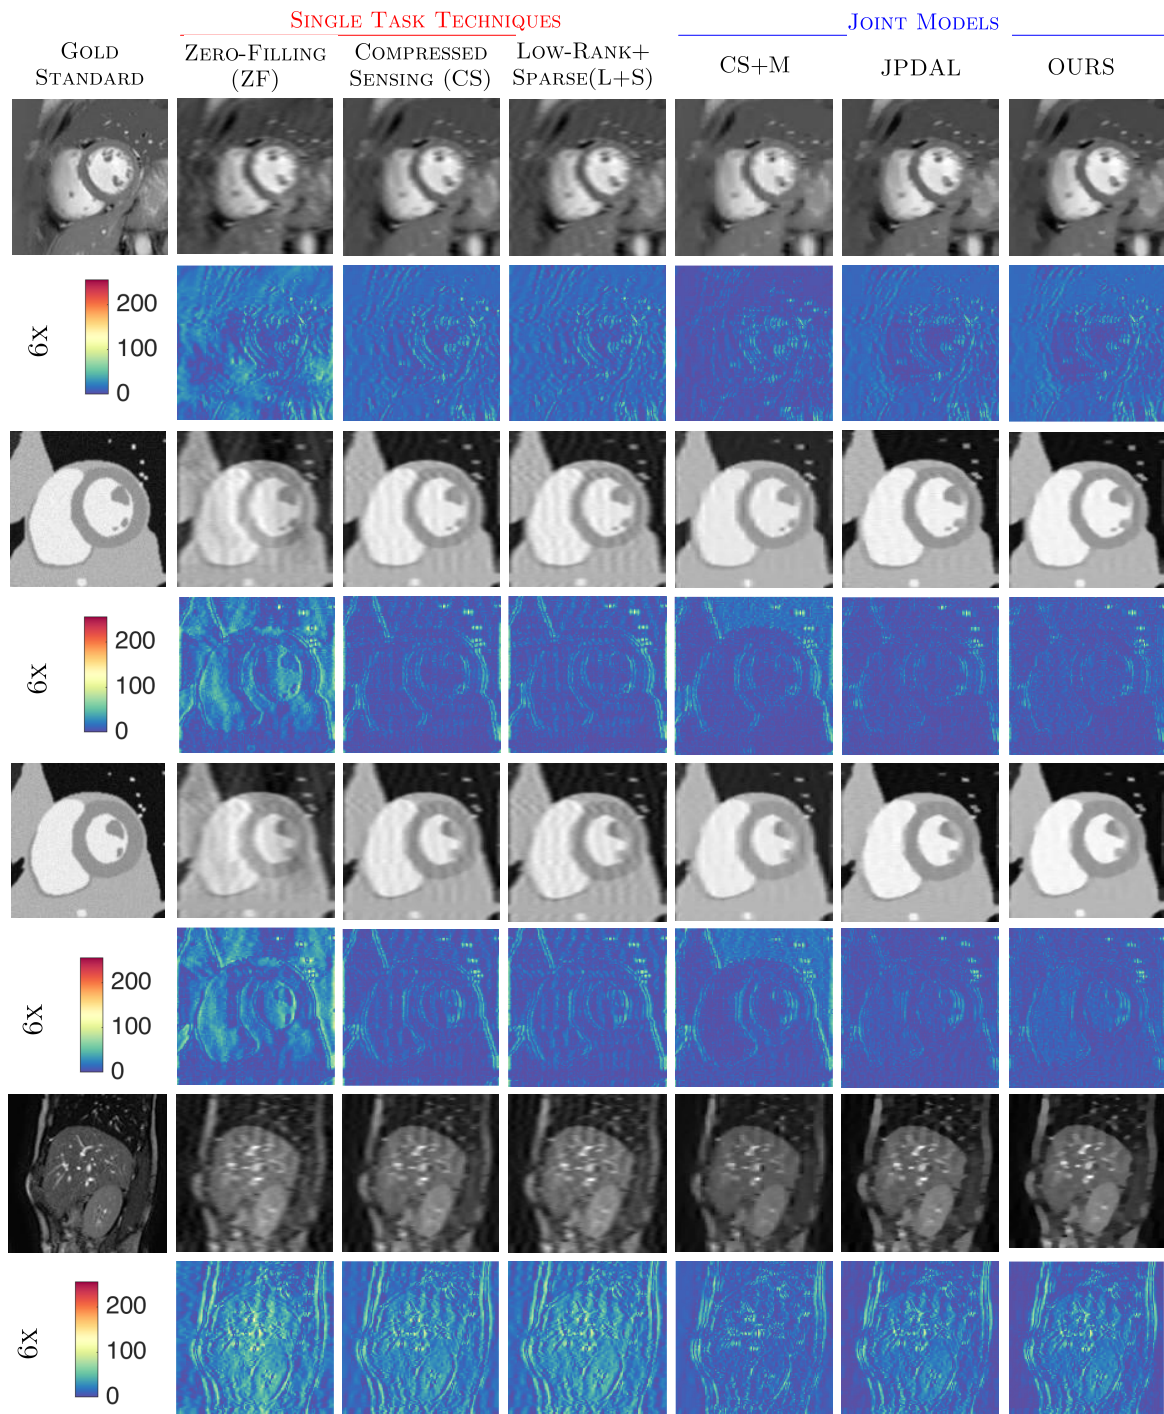 SINGLE TASK TECHNIQUES
JOINT MODELS
GOLD
STANDARD
ZERO-FILLING
(ZF)
COMPRESSED
SENSING (CS)
LOW-RANK+
SPARSE(L+S)
CS+M
JPDAL
OURS
6x
200
100
0
6x
200
100
0
6x
200
100
0
6x
200
100
0